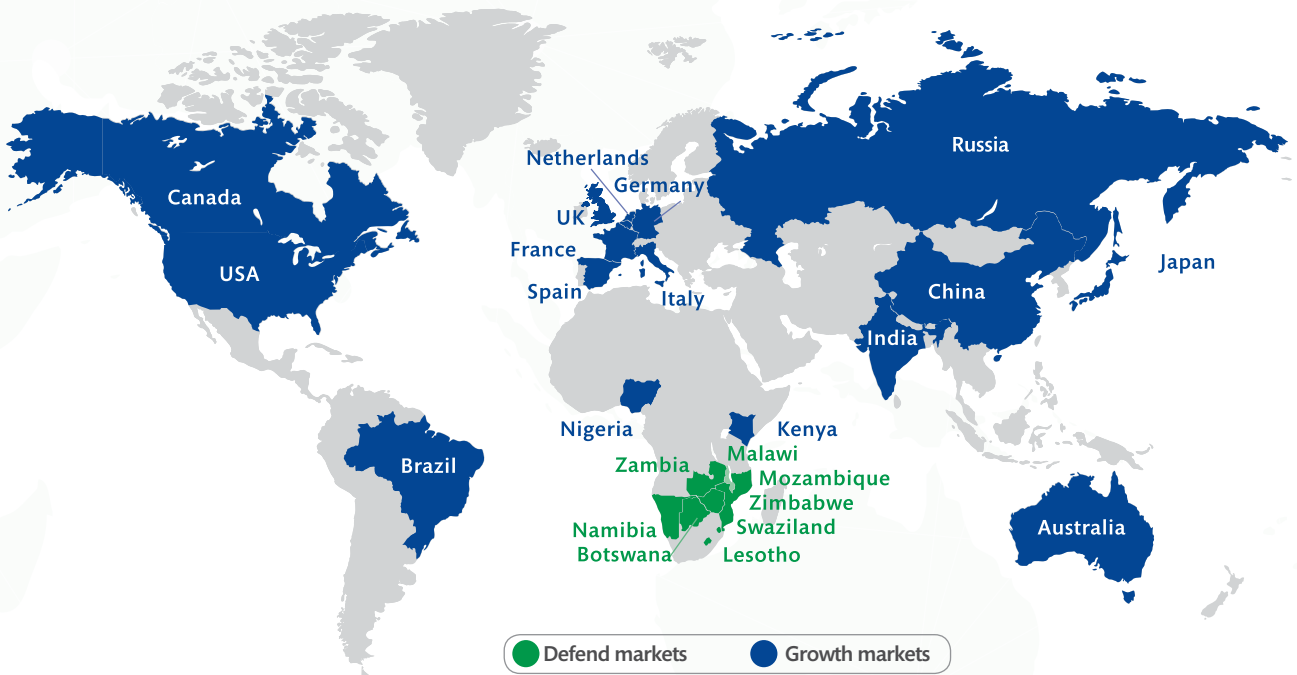 Russia
Netherlands
Germany
Canada
UK
France
Japan
USA
Spain
Italy
China
India
Nigeria
Kenya
Malawi
Zambia
Brazil
Mozambique
Zimbabwe
Swaziland
Australia
Namibia
Botswana
Lesotho
Defend markets
Growth markets